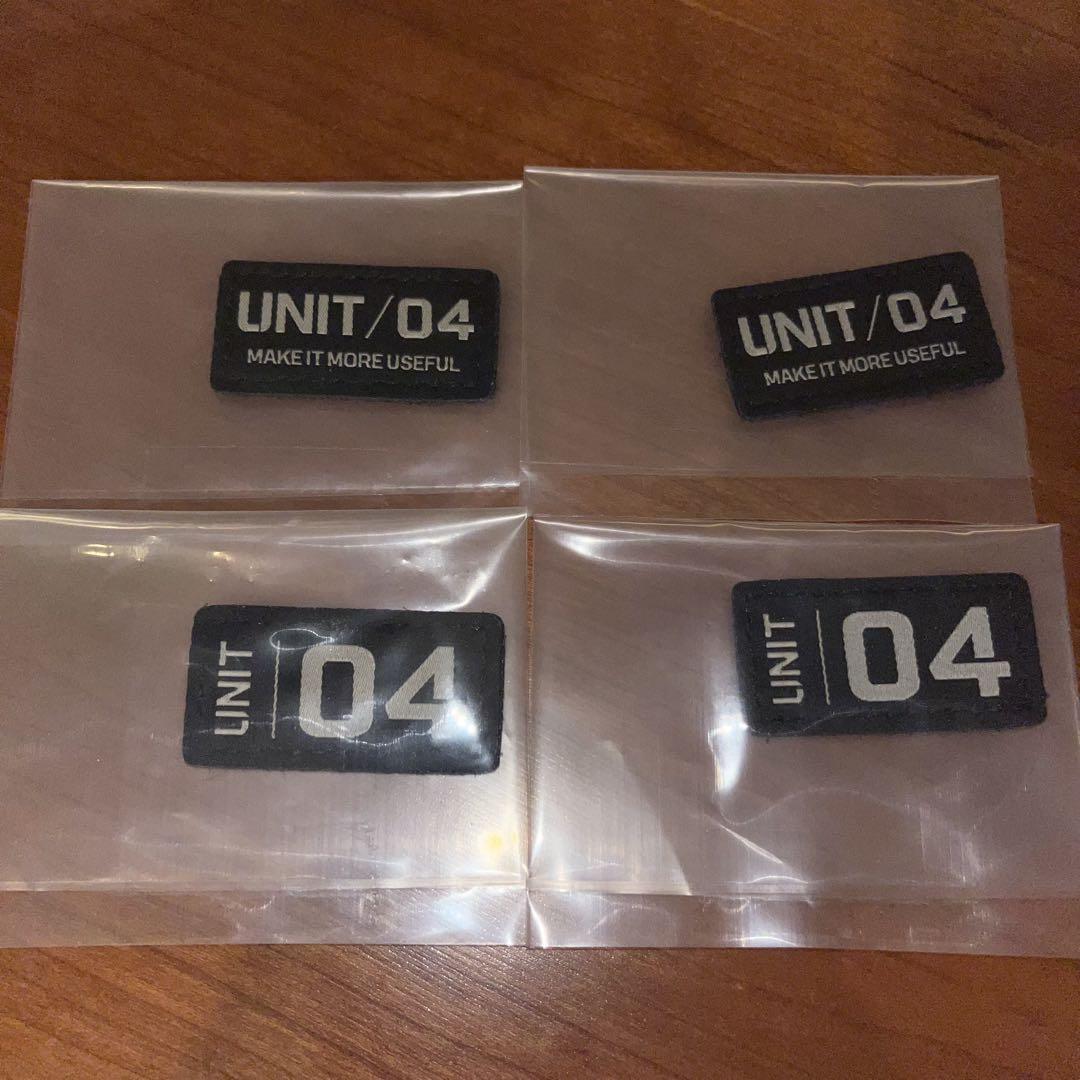 UNIT/04
MAKE IT MORE USEFUL
UNIT/04
MAKE IT MORE USEFUL
UNIT
04
UNIT
04